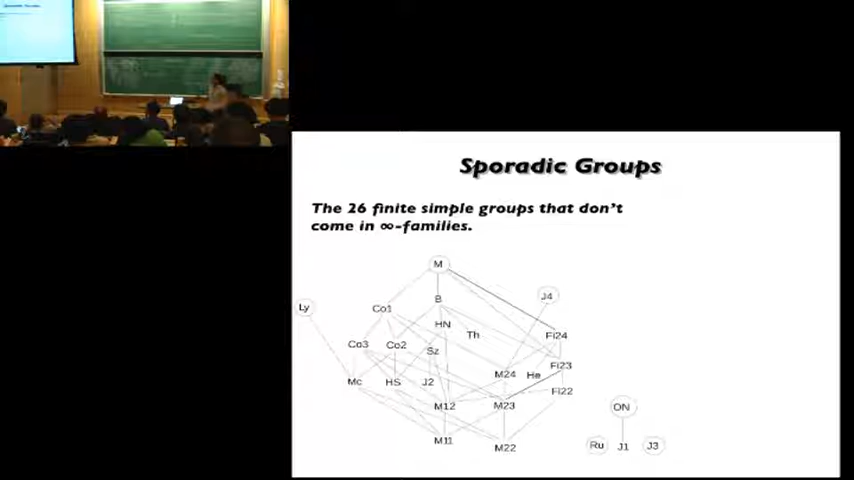 Sporadic Groups
The 26 finite simple groups that don't
come in ∞-families.
M
J4
Ly
Co1
B
HN
Th
Fi24
Co3
Co2
Sz
Fi23
M24
He
Mc
HS
J2
Fi22
M12
M23
ON
M11
M22
Ru
J1
J3